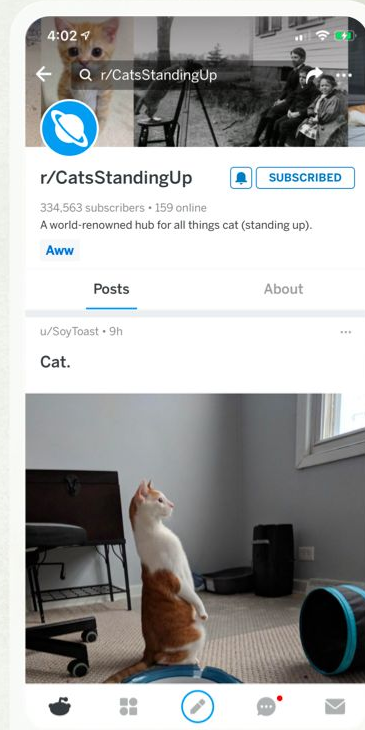 4:02
r/CatsStandingUp
r/CatsStandingUp
SUBSCRIBED
334,563 subscribers • 159 online
A world-renowned hub for all things cat (standing up).
Aww
Posts
About
u/SoyToast • 9h
Cat.